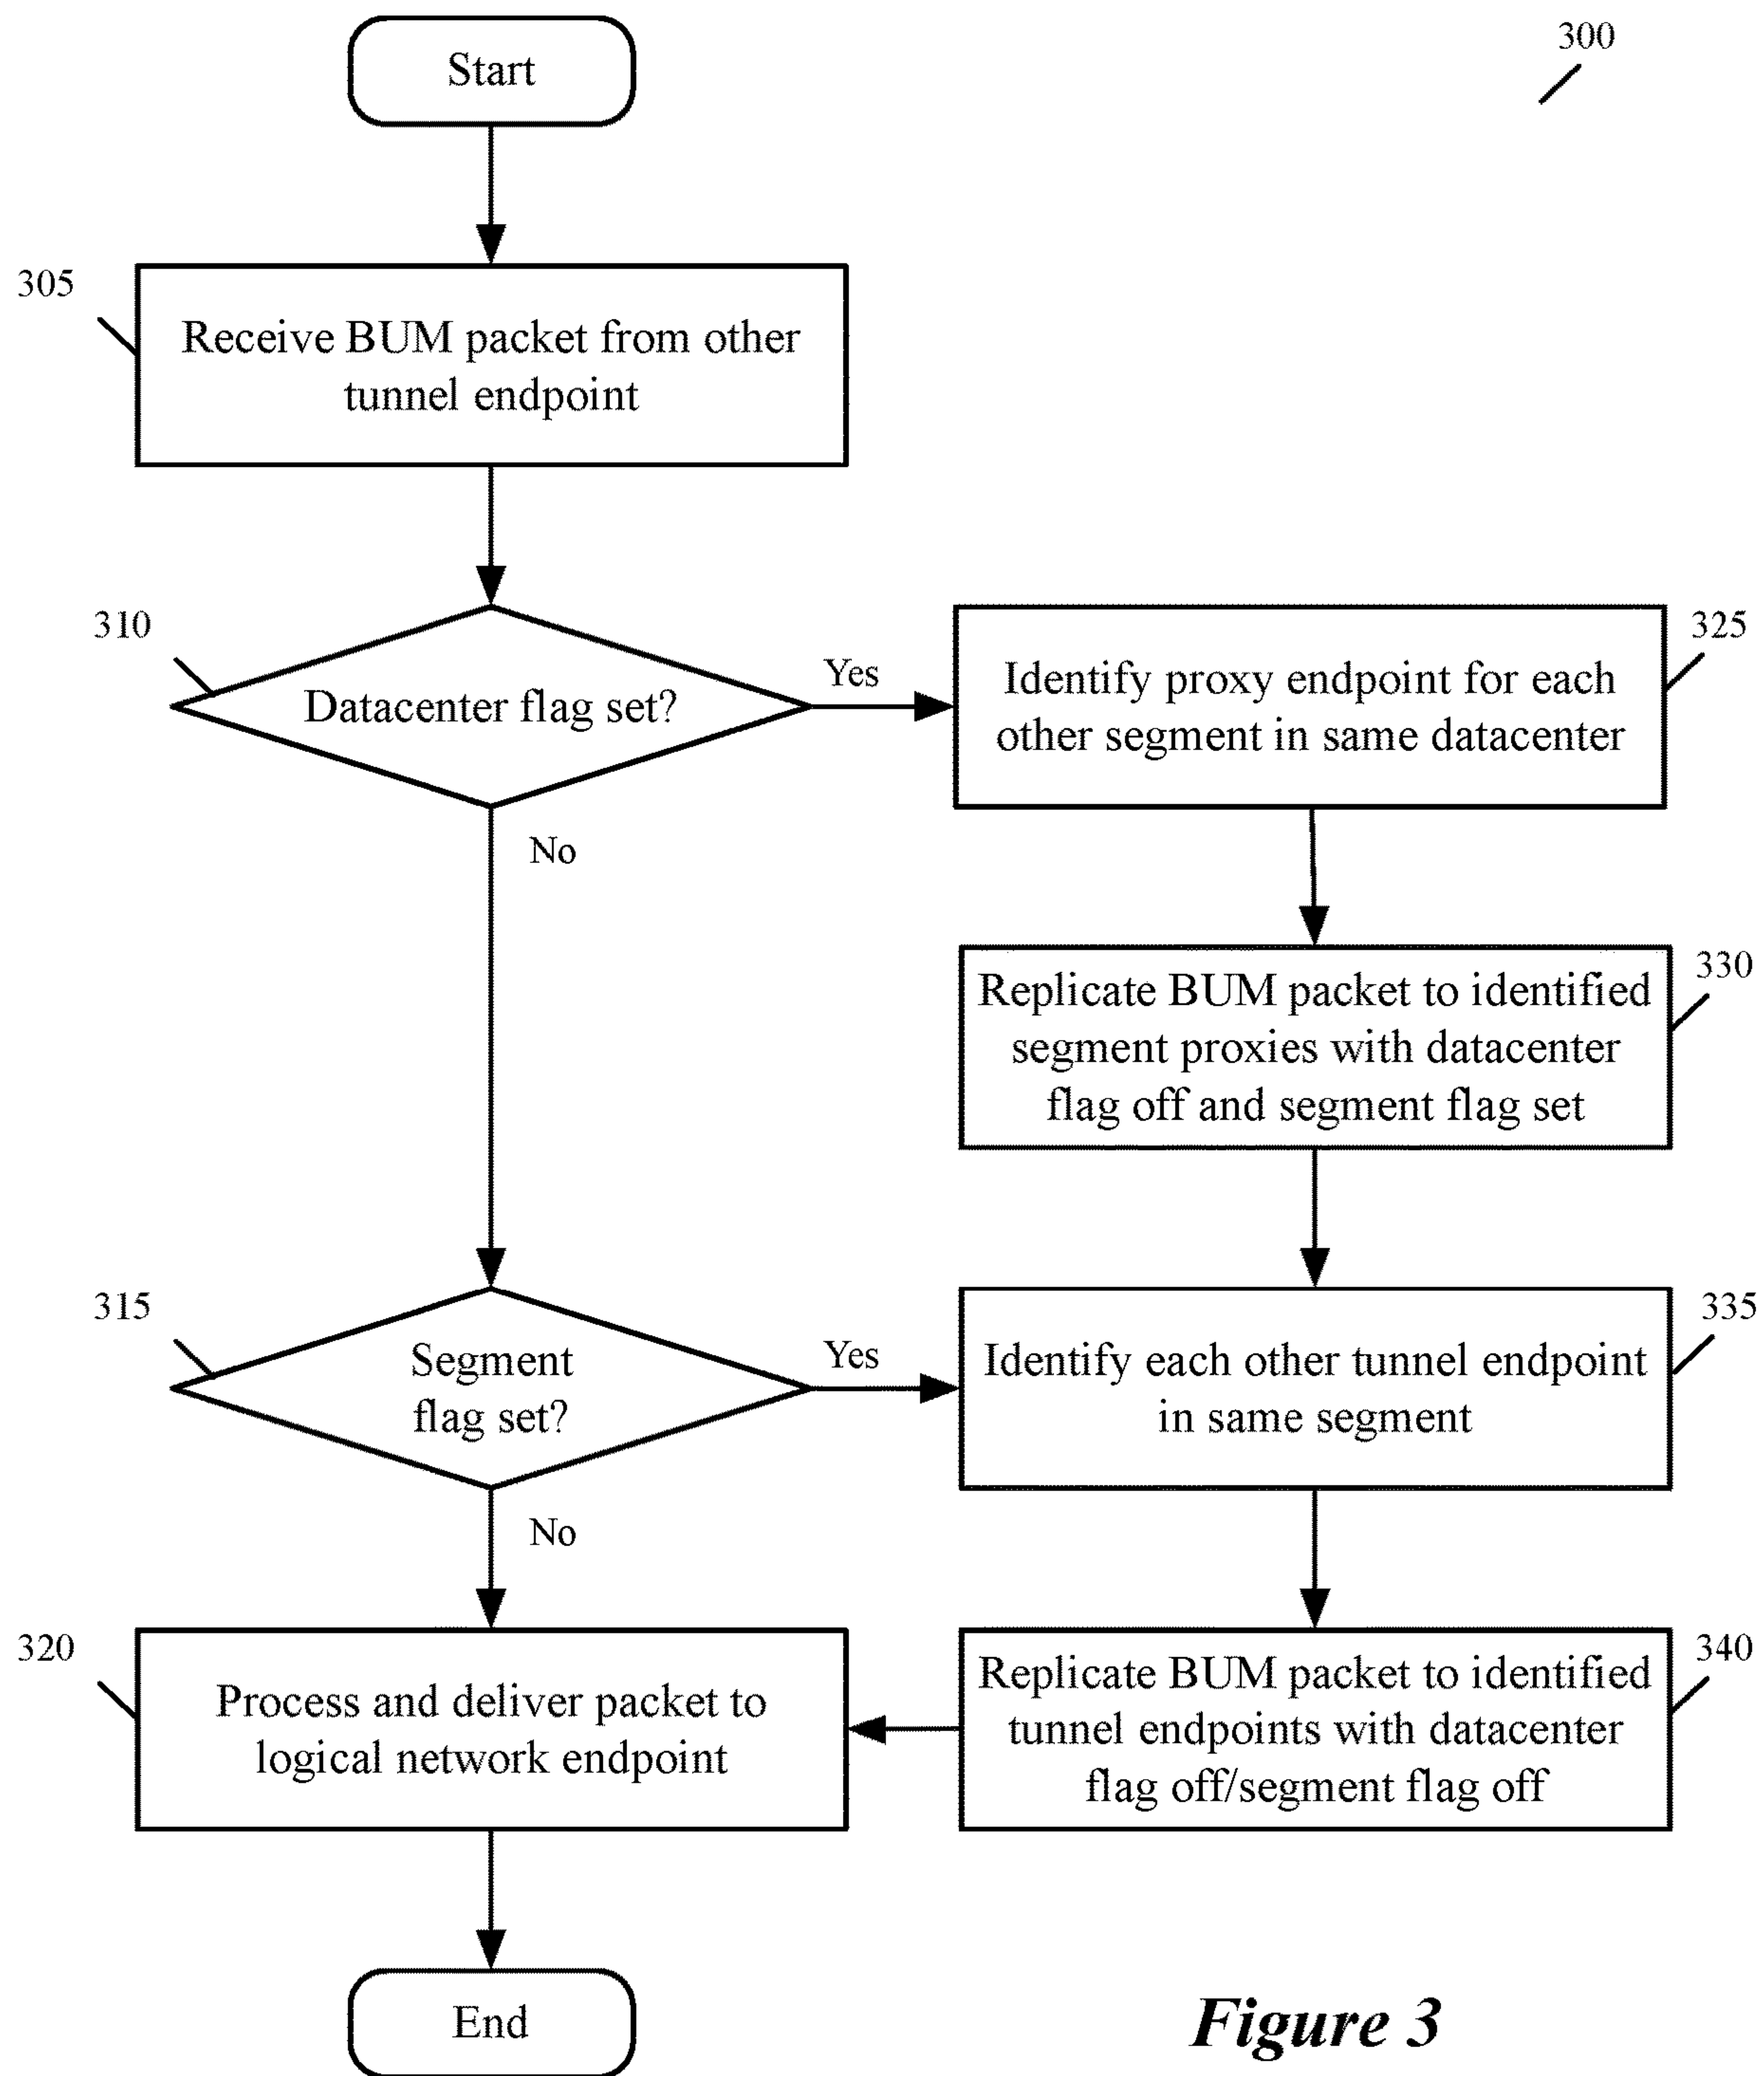 Start
300
305
Receive BUM packet from other
tunnel endpoint
310
Datacenter flag set?
Yes
No
325
Identify proxy endpoint for each
other segment in same datacenter
330
Replicate BUM packet to identified
segment proxies with datacenter
flag off and segment flag set
315
Segment
flag set?
Yes
No
335
Identify each other tunnel endpoint
in same segment
320
Process and deliver packet to
logical network endpoint
340
Replicate BUM packet to identified
tunnel endpoints with datacenter
flag off/segment flag off
End
Figure 3